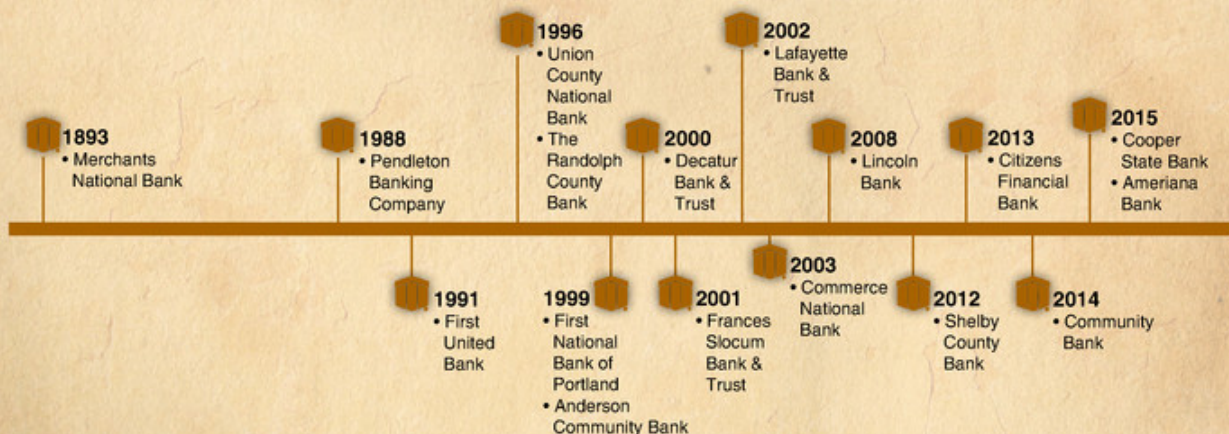 1893
• Merchants
National Bank
1988
• Pendleton
Banking
Company
1991
• First
United
Bank
1996
• Union
County
National
Bank
• The
Randolph
County
Bank
1999
• First
National
Bank of
Portland
• Anderson
Community Bank
2000
• Decatur
Bank &
Trust
2001
• Frances
Slocum
Bank &
Trust
2002
• Lafayette
Bank &
Trust
2003
• Commerce
National
Bank
2008
• Lincoln
Bank
2012
• Shelby
County
Bank
2013
• Citizens
Financial
Bank
2014
• Community
Bank
2015
• Cooper
State Bank
• Ameriana
Bank